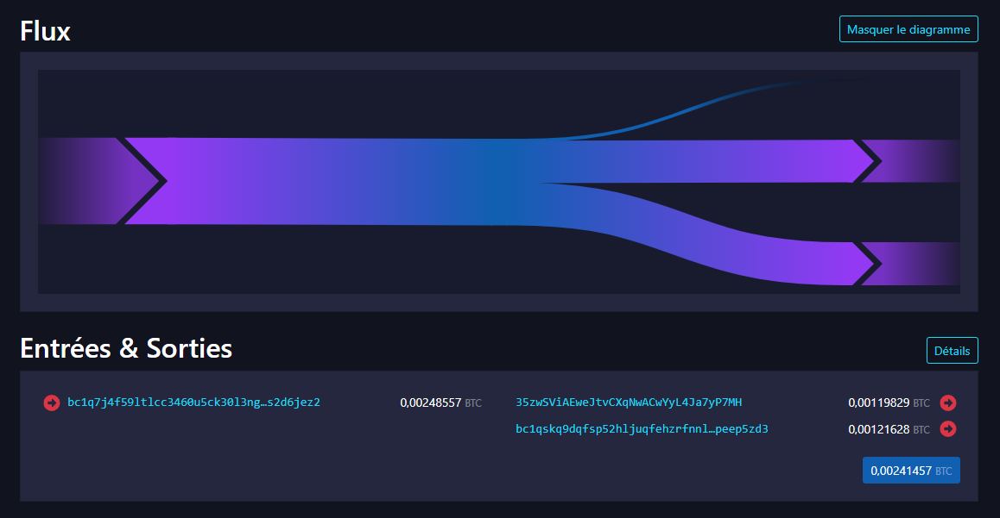 Flux
Masquer le diagramme
Entrées & Sorties
Détails
bc1q7j4f59ltlcc3460u5ck30l3ng…s2d6jez2 0,00248557 BTC
35zwSViAEweJtvCXqNwACwYyL4Ja7yP7MH 0,00119829 BTC
bc1qskq9dqfsp52hljuqfehzrfnnl…peep5zd3 0,00121628 BTC
0,00241457 BTC